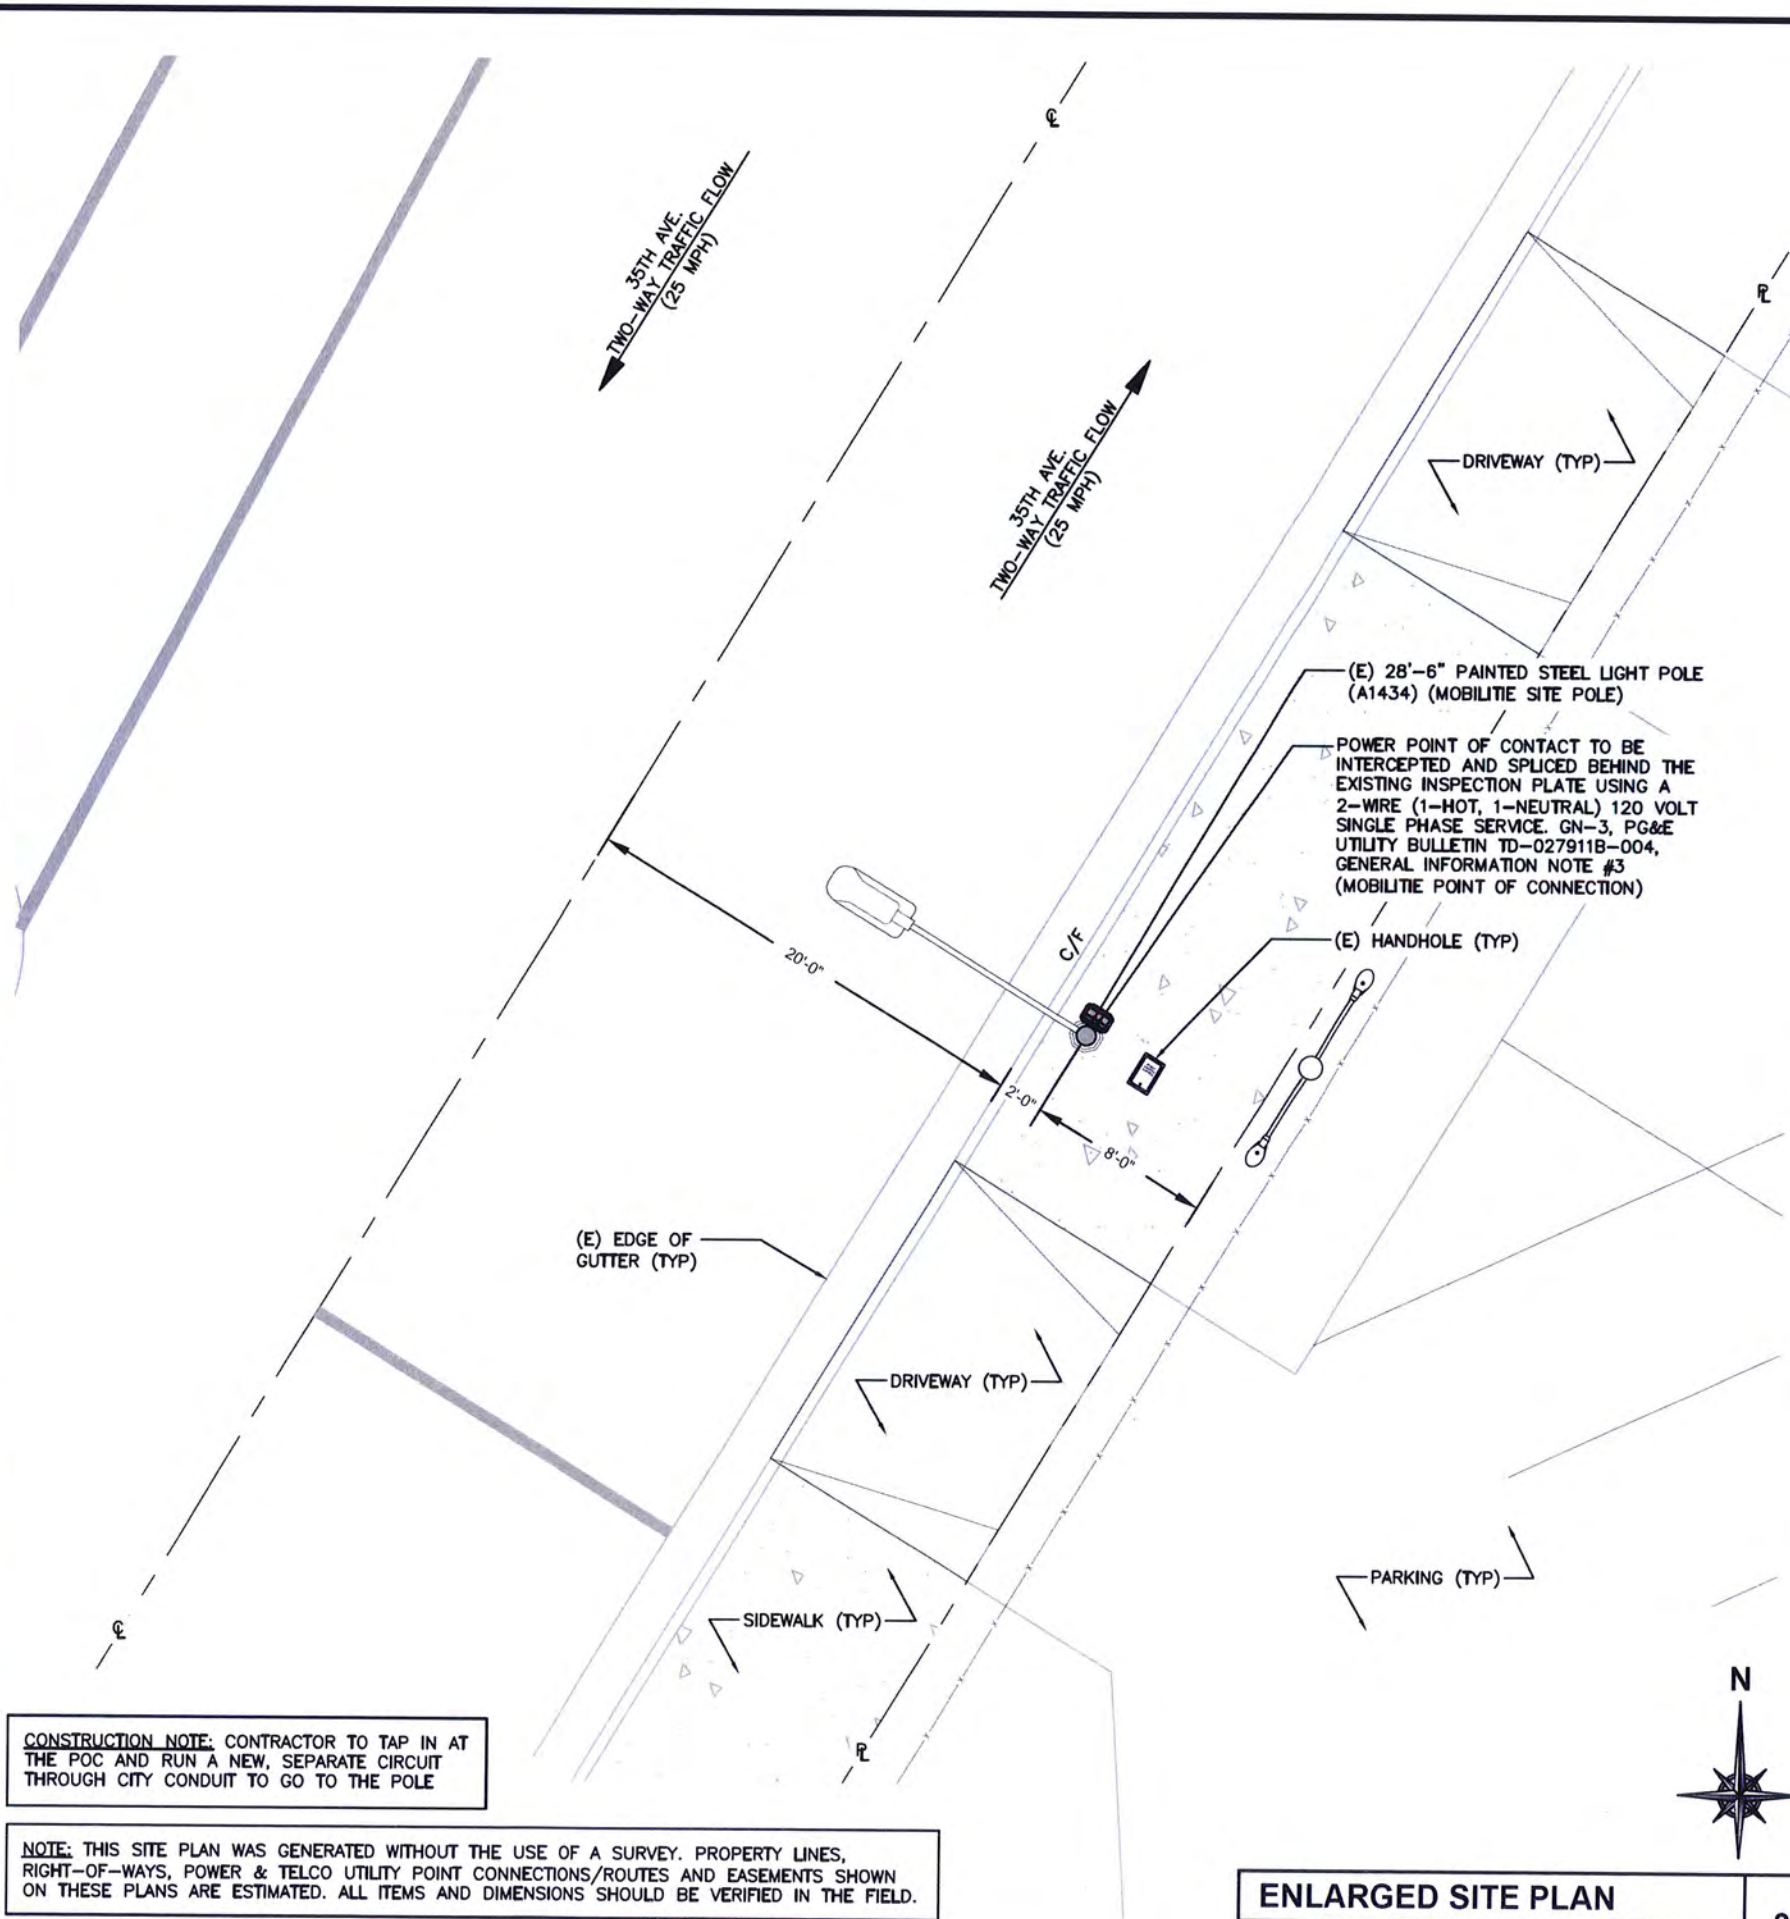 ℄
35TH AVE.
TWO-WAY TRAFFIC FLOW
(25 MPH)
35TH AVE.
TWO-WAY TRAFFIC FLOW
(25 MPH)
DRIVEWAY (TYP)
(E) 28'-6" PAINTED STEEL LIGHT POLE
(A1434) (MOBILITIE SITE POLE)
POWER POINT OF CONTACT TO BE
INTERCEPTED AND SPLICED BEHIND THE
EXISTING INSPECTION PLATE USING A
2-WIRE (1-HOT, 1-NEUTRAL) 120 VOLT
SINGLE PHASE SERVICE. GN-3, PG&E
UTILITY BULLETIN TD-027911B-004,
GENERAL INFORMATION NOTE #3
(MOBILITIE POINT OF CONNECTION)
(E) HANDHOLE (TYP)
C/F
20'-0"
2'-0"
8'-0"
(E) EDGE OF
GUTTER (TYP)
DRIVEWAY (TYP)
PARKING (TYP)
SIDEWALK (TYP)
℄
N
CONSTRUCTION NOTE: CONTRACTOR TO TAP IN AT
THE POC AND RUN A NEW, SEPARATE CIRCUIT
THROUGH CITY CONDUIT TO GO TO THE POLE
NOTE: THIS SITE PLAN WAS GENERATED WITHOUT THE USE OF A SURVEY. PROPERTY LINES,
RIGHT-OF-WAYS, POWER & TELCO UTILITY POINT CONNECTIONS/ROUTES AND EASEMENTS SHOWN
ON THESE PLANS ARE ESTIMATED. ALL ITEMS AND DIMENSIONS SHOULD BE VERIFIED IN THE FIELD.
ENLARGED SITE PLAN